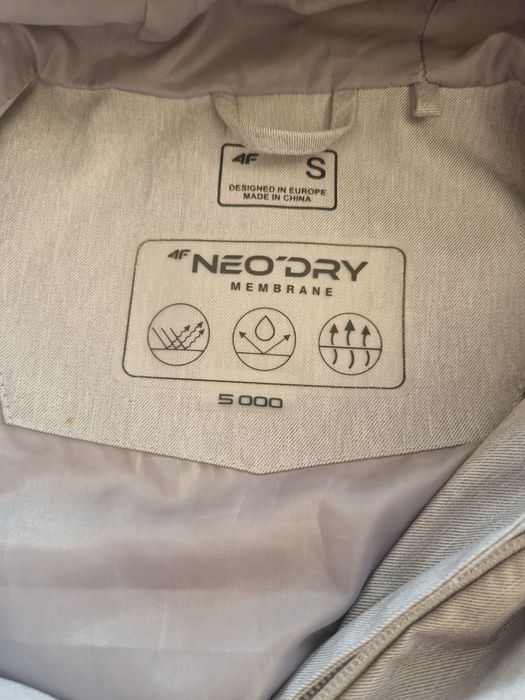 4F S
DESIGNED IN EUROPE
MADE IN CHINA
4F NEO'DRY
MEMBRANE
5 000